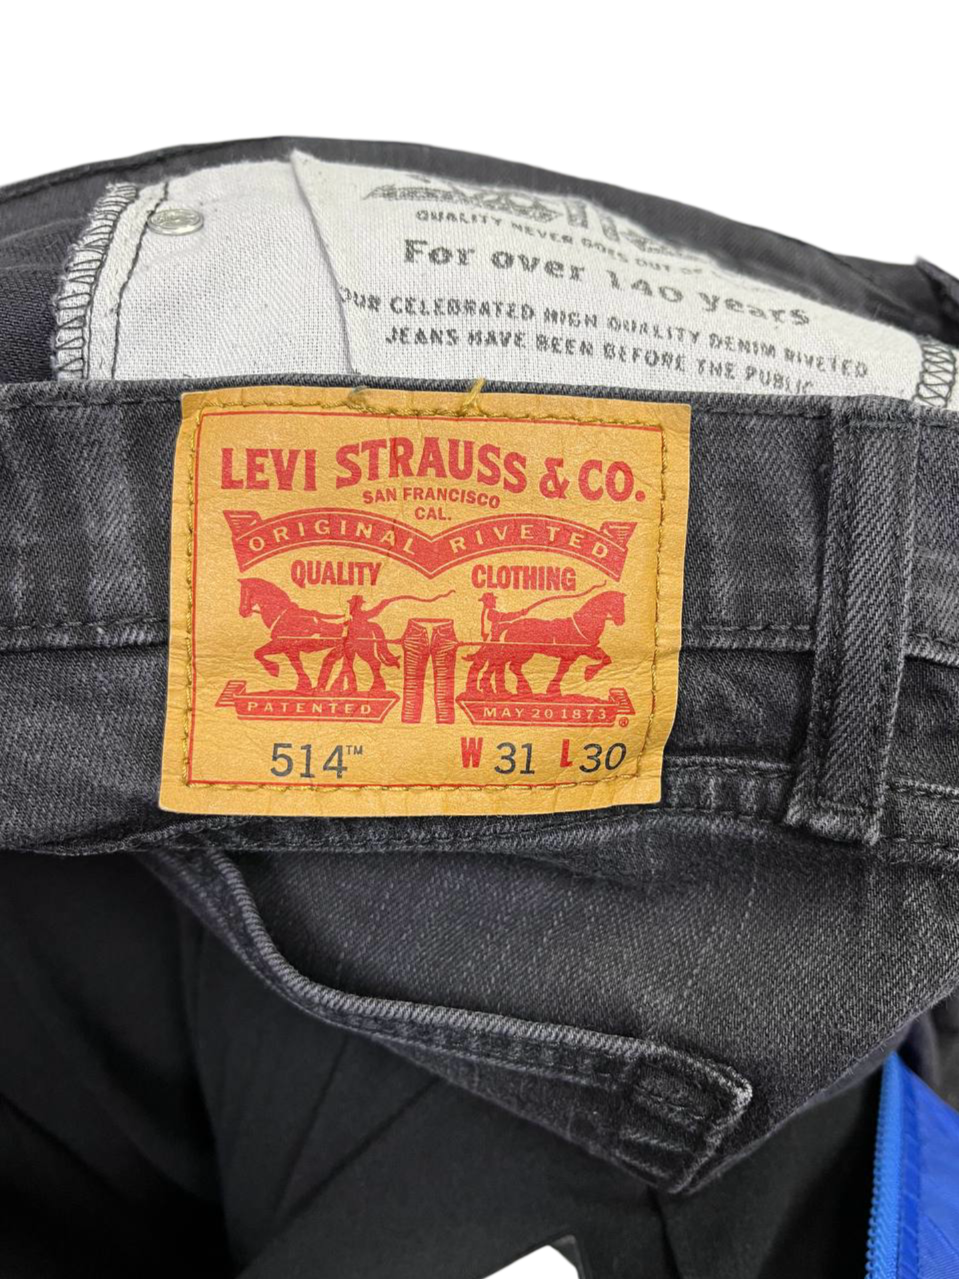 QUALITY NEVER GOES OUT OF
For over 140 years
OUR CELEBRATED HIGH QUALITY DENIM RIVETED
JEANS HAVE BEEN BEFORE THE PUBLIC
LEVI STRAUSS & CO.
SAN FRANCISCO
CAL.
ORIGINAL RIVETED
QUALITY CLOTHING
PATENTED MAY 20 1873 ®
514™ W 31 L 30